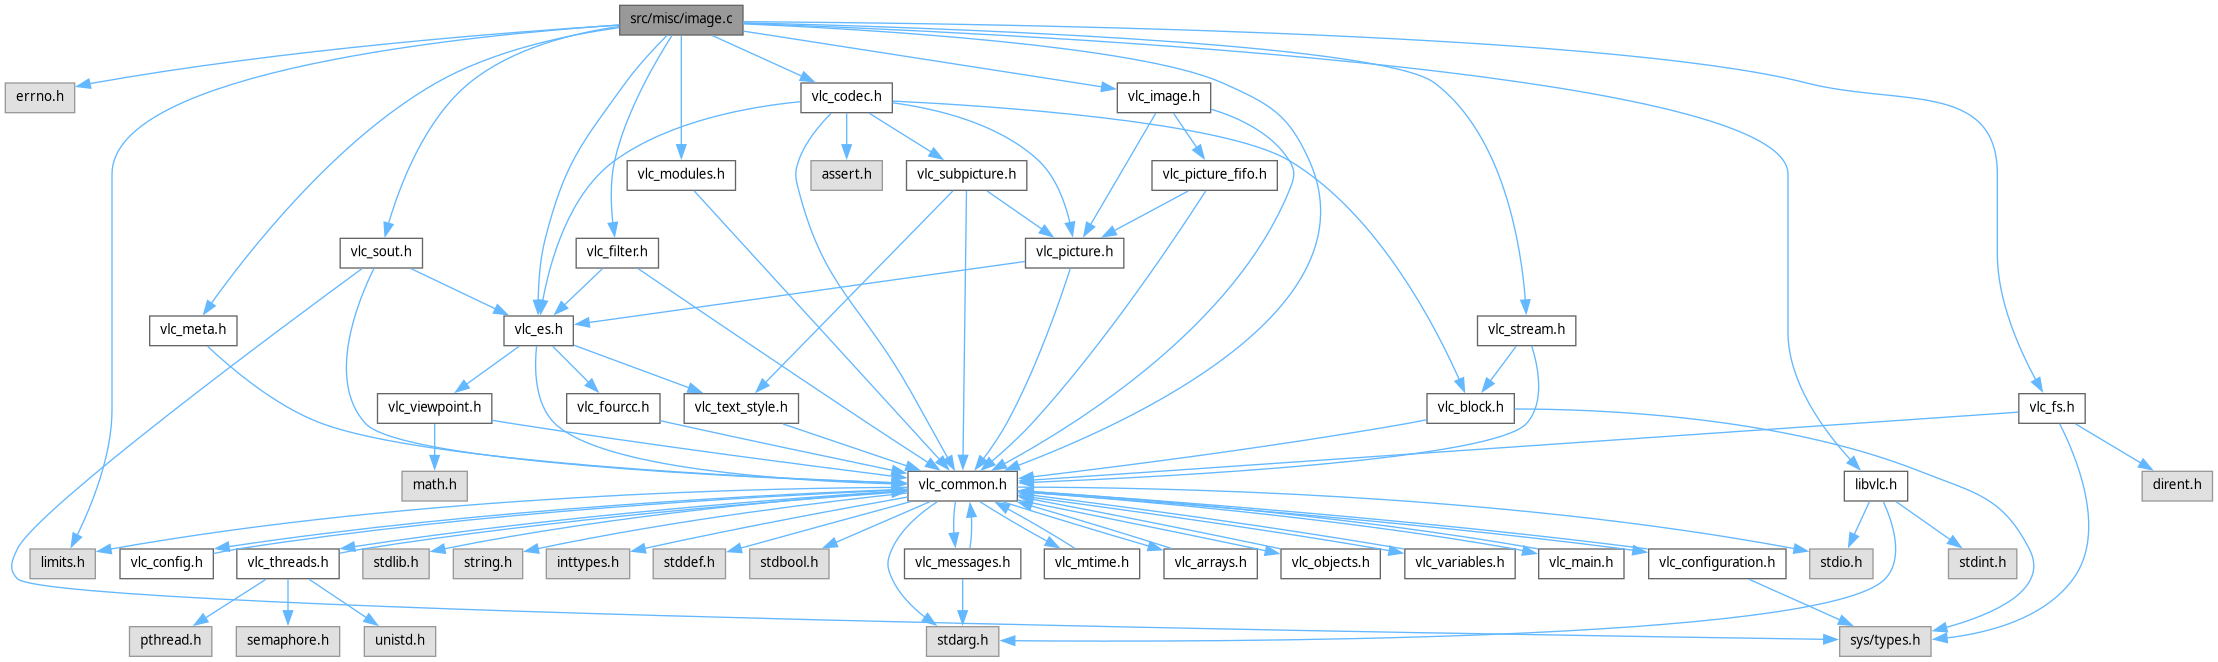 src/misc/image.c
errno.h
vlc_codec.h
vlc_image.h
vlc_modules.h
assert.h
vlc_subpicture.h
vlc_picture_fifo.h
vlc_sout.h
vlc_filter.h
vlc_picture.h
vlc_meta.h
vlc_es.h
vlc_stream.h
vlc_viewpoint.h
vlc_fourcc.h
vlc_text_style.h
vlc_block.h
vlc_fs.h
math.h
vlc_common.h
libvlc.h
dirent.h
limits.h
vlc_config.h
vlc_threads.h
stdlib.h
string.h
inttypes.h
stddef.h
stdbool.h
vlc_messages.h
vlc_mtime.h
vlc_arrays.h
vlc_objects.h
vlc_variables.h
vlc_main.h
vlc_configuration.h
stdio.h
stdint.h
pthread.h
semaphore.h
unistd.h
stdarg.h
sys/types.h